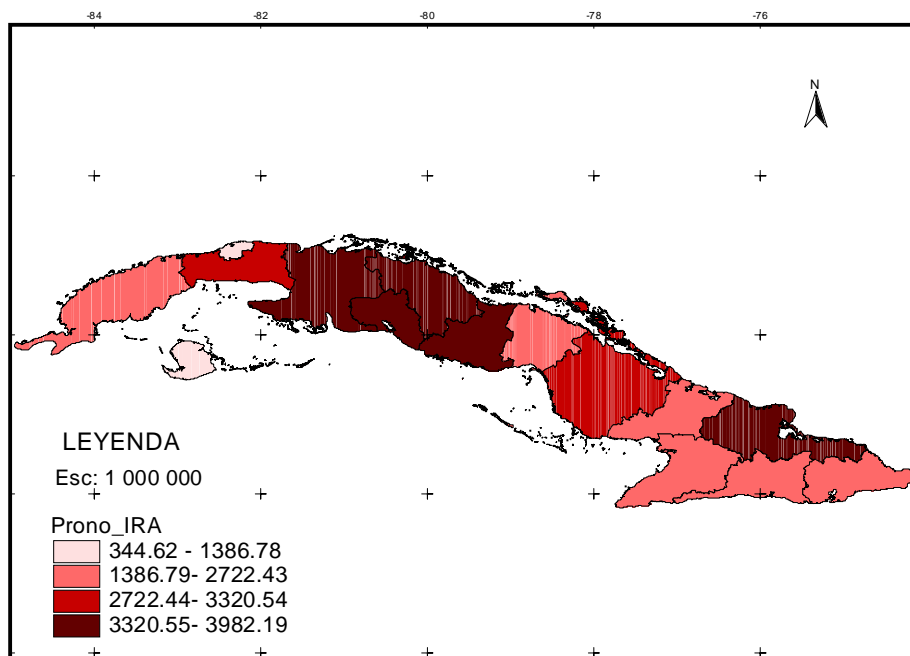 -84 -82 -80 -78 -76
N
LEYENDA
Esc: 1 000 000
Prono_IRA
344.62 - 1386.78
1386.79- 2722.43
2722.44- 3320.54
3320.55- 3982.19